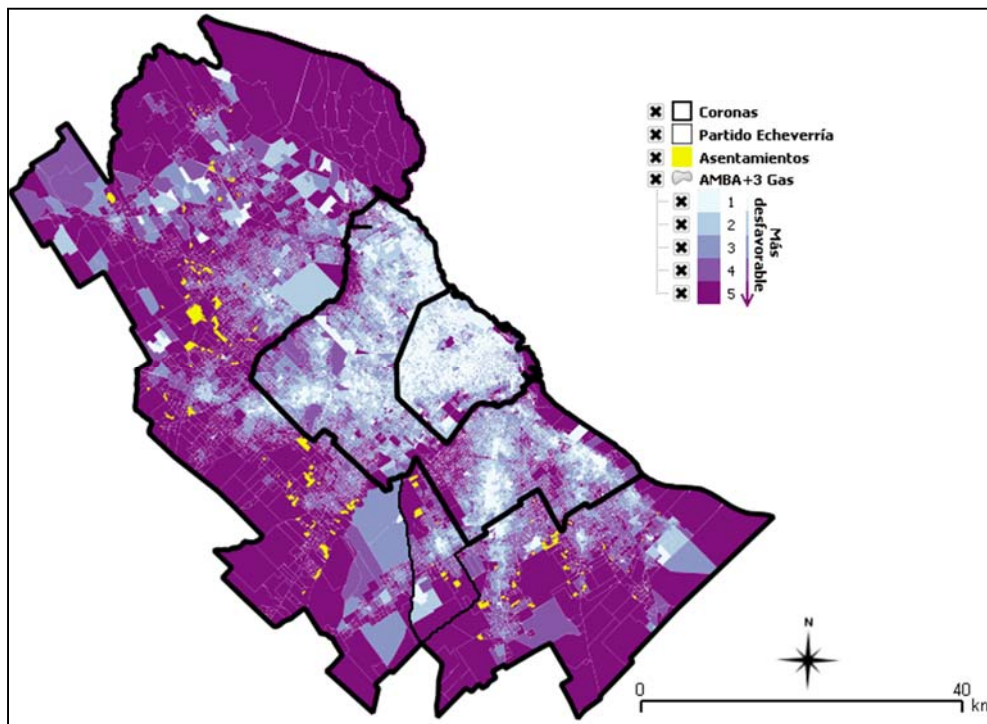 Coronas
Partido Echeverría
Asentamientos
AMBA+3 Gas
1
2
3
4
5
Más
desfavorable
N
0
40
km